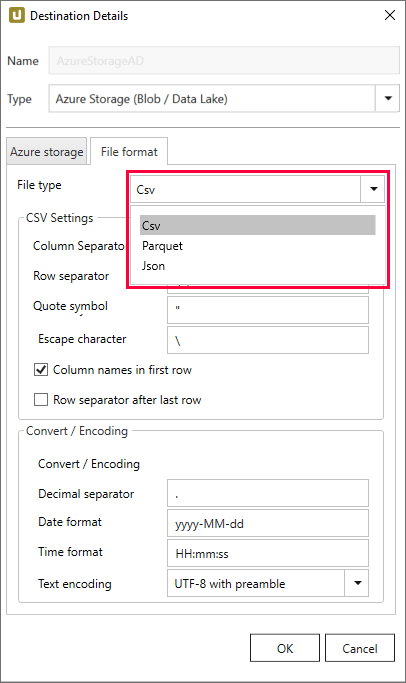 Destination Details
Name AzureStorageAD
Type Azure Storage (Blob / Data Lake)
Azure storage File format
File type Csv
CSV Settings
Csv
Column Separato
Parquet
Row separator
Json
Quote symbol "
Escape character \
Column names in first row
Row separator after last row
Convert / Encoding
Convert / Encoding
Decimal separator .
Date format yyyy-MM-dd
Time format HH:mm:ss
Text encoding UTF-8 with preamble
OK Cancel